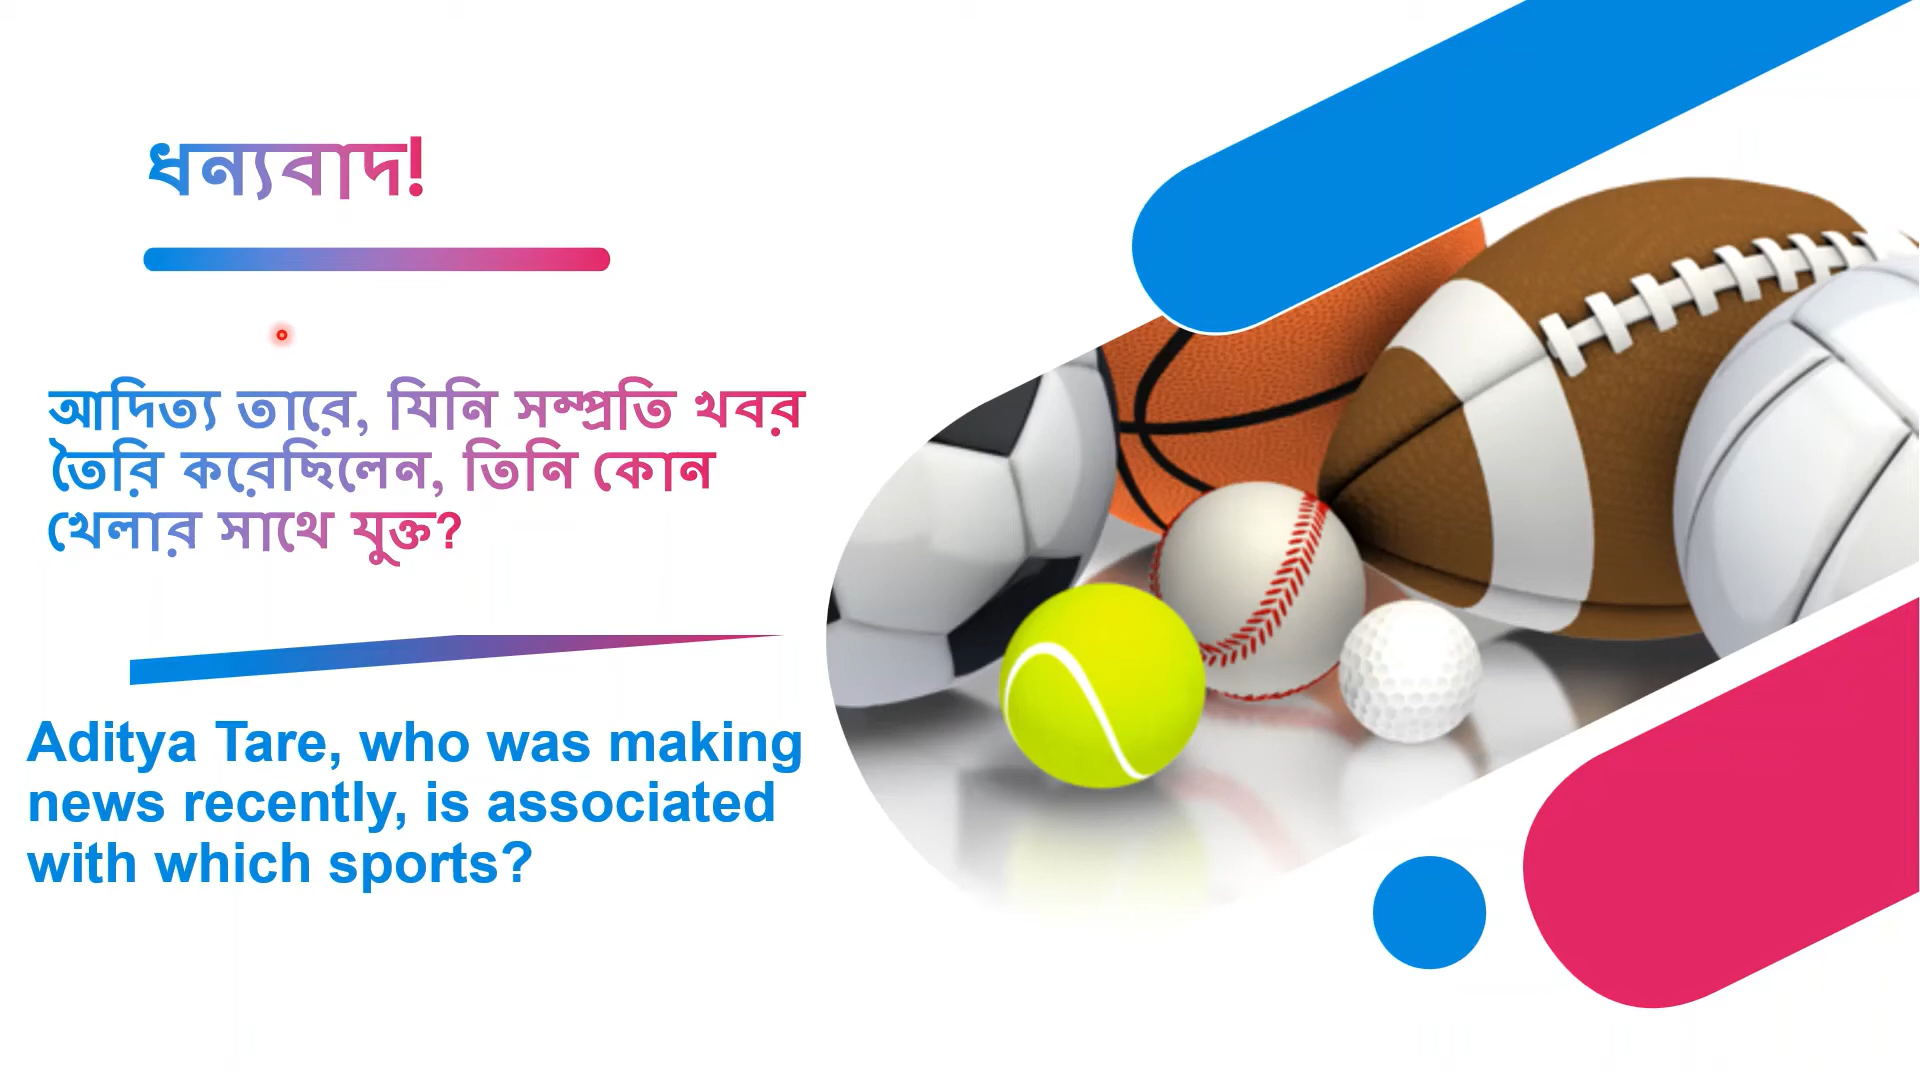 ধন্যবাদ!
আদিত্য তারে, যিনি সম্প্রতি খবর
তৈরি করেছিলেন, তিনি কোন
খেলার সাথে যুক্ত?
Aditya Tare, who was making
news recently, is associated
with which sports?